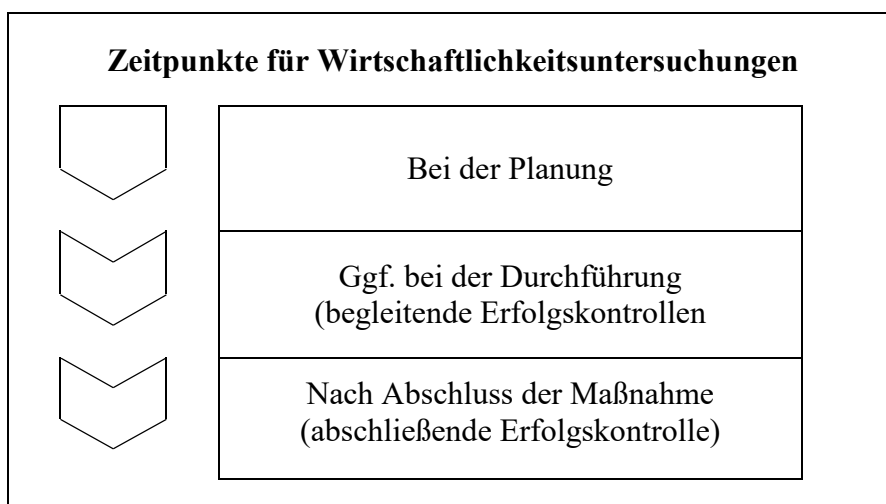 Zeitpunkte für Wirtschaftlichkeitsuntersuchungen
Bei der Planung
Ggf. bei der Durchführung
(begleitende Erfolgskontrollen
Nach Abschluss der Maßnahme
(abschließende Erfolgskontrolle)